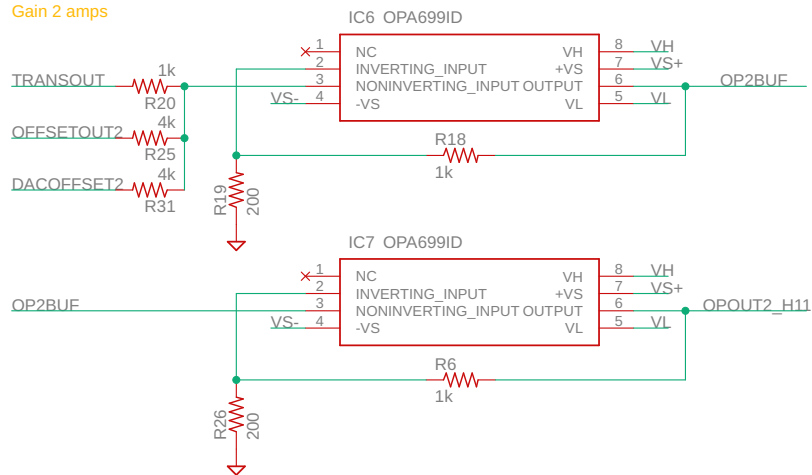 Gain 2 amps
IC6 OPA699ID
1 NC VH 8 VH
2 INVERTING_INPUT +VS 7 VS+
TRANSOUT 1k R20 3 NONINVERTING_INPUT OUTPUT 6 OP2BUF
VS- 4 -VS VL 5 VL
OFFSETOUT2 4k R25
R18
1k
DACOFFSET2 4k R31
R19 200
IC7 OPA699ID
1 NC VH 8 VH
2 INVERTING_INPUT +VS 7 VS+
OP2BUF 3 NONINVERTING_INPUT OUTPUT 6 OPOUT2_H11
VS- 4 -VS VL 5 VL
R6
1k
R26 200